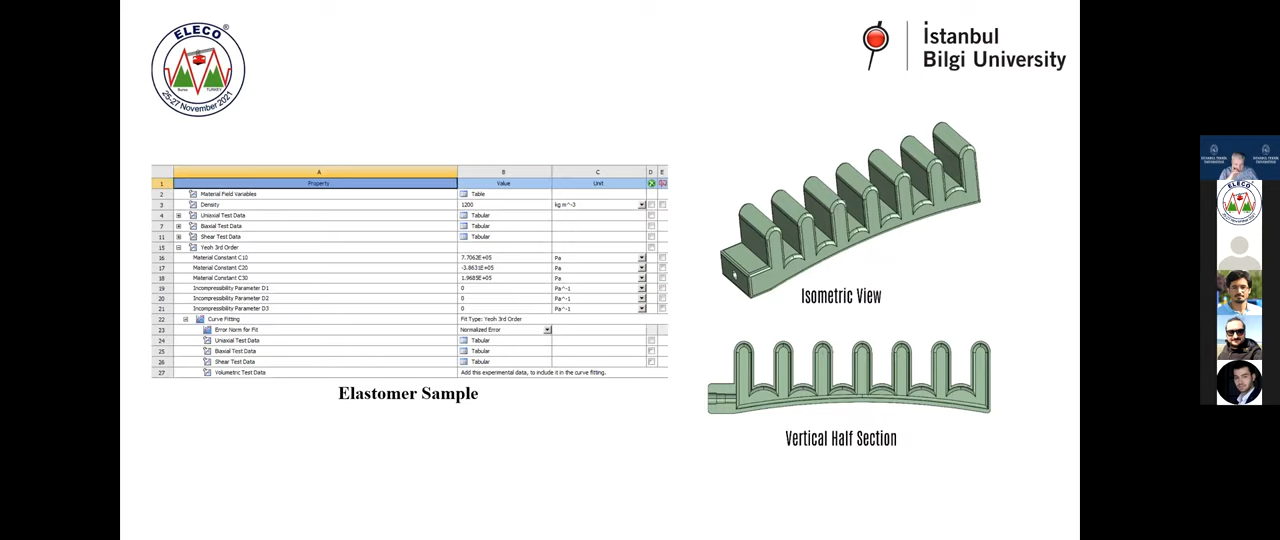 ELECO
®
Bursa
TURKEY
25-27 November 2021
İstanbul
Bilgi University
A B C D E
1 Property Value Unit
2 Material Field Variables Table
3 Density 1200 kg m^-3
4 Uniaxial Test Data Tabular
7 Biaxial Test Data Tabular
11 Shear Test Data Tabular
15 Yeoh 3rd Order
16 Material Constant C10 7.7062E+05 Pa
17 Material Constant C20 -3.8631E+05 Pa
18 Material Constant C30 1.9685E+05 Pa
19 Incompressibility Parameter D1 0 Pa^-1
20 Incompressibility Parameter D2 0 Pa^-1
21 Incompressibility Parameter D3 0 Pa^-1
22 Curve Fitting Fit Type: Yeoh 3rd Order
23 Error Norm for Fit Normalized Error
24 Uniaxial Test Data Tabular
25 Biaxial Test Data Tabular
26 Shear Test Data Tabular
27 Volumetric Test Data Add this experimental data, to include it in the curve fitting.
Elastomer Sample
Isometric View
Vertical Half Section
ELECO